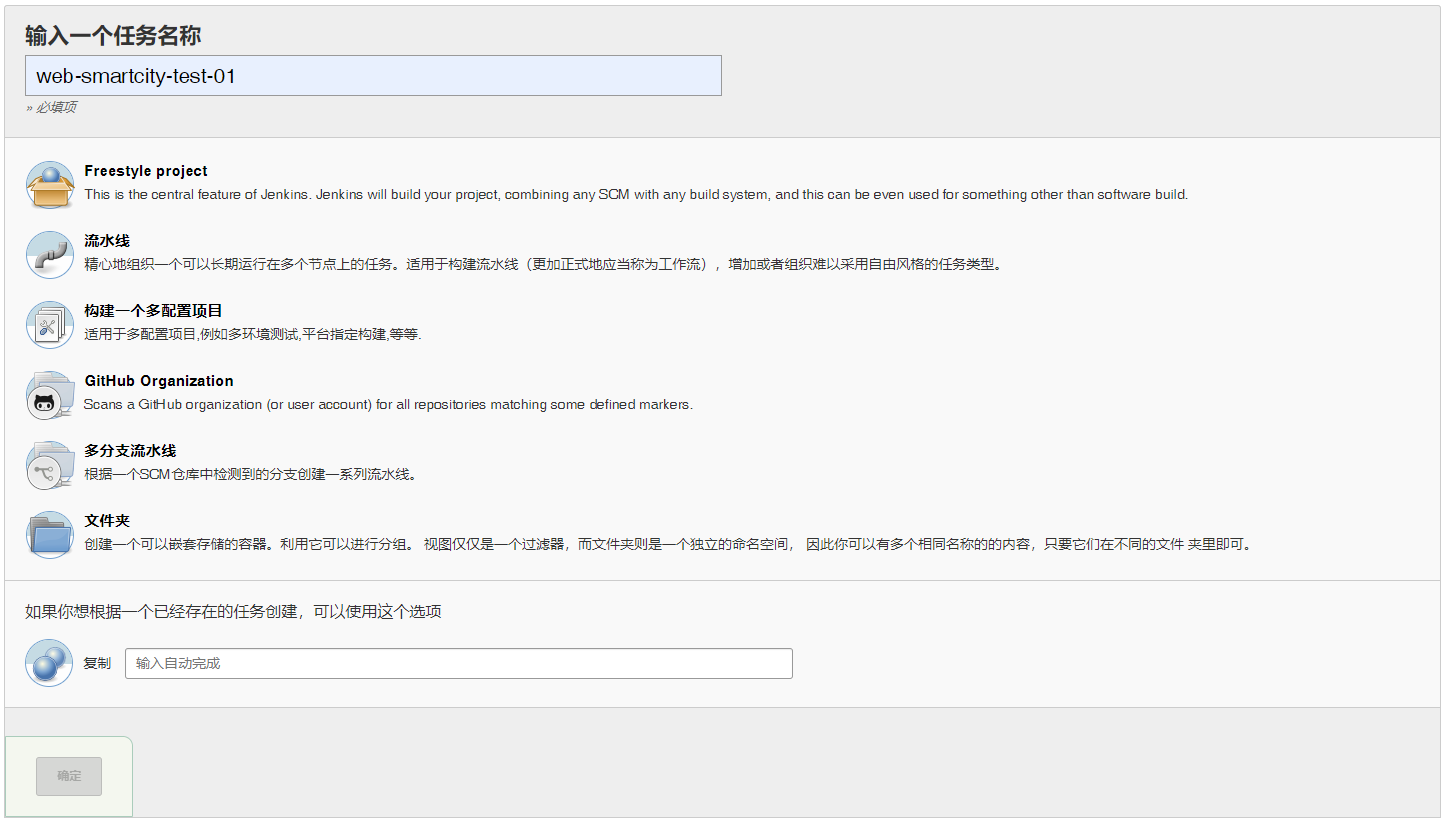 输入一个任务名称
web-smartcity-test-01
» 必填项
Freestyle project
This is the central feature of Jenkins. Jenkins will build your project, combining any SCM with any build system, and this can be even used for something other than software build.
流水线
精心地组织一个可以长期运行在多个节点上的任务。适用于构建流水线（更加正式地应当称为工作流），增加或者组织难以采用自由风格的任务类型。
构建一个多配置项目
适用于多配置项目,例如多环境测试,平台指定构建,等等.
GitHub Organization
Scans a GitHub organization (or user account) for all repositories matching some defined markers.
多分支流水线
根据一个SCM仓库中检测到的分支创建一系列流水线。
文件夹
创建一个可以嵌套存储的容器。利用它可以进行分组。 视图仅仅是一个过滤器，而文件夹则是一个独立的命名空间， 因此你可以有多个相同名称的的内容，只要它们在不同的文件 夹里即可。
如果你想根据一个已经存在的任务创建，可以使用这个选项
复制 输入自动完成
确定